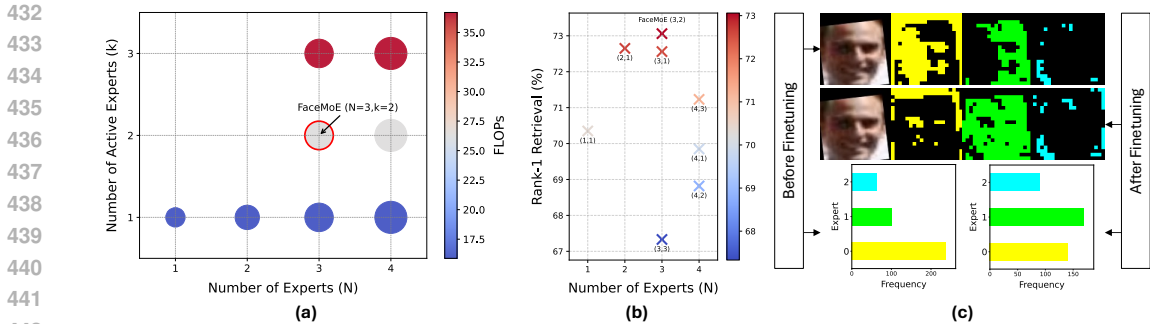 432
433
434
435
436
437
438
439
440
441
Number of Active Experts (k)
3
2
1
FaceMoE (N=3,k=2)
1 2 3 4
Number of Experts (N)
(a)
35,0
32.5
30.0
27.5
25.0
22.5
20.0
17.5
FLOPs
Rank-1 Retrieval (%)
73
72
71
70
69
68
67
FaceMoE (3,2)
(2,1)
(3,1)
(4,3)
(1,1)
(4,1)
(4,2)
(3,3)
1 2 3 4
Number of Experts (N)
(b)
73
72
71
70
69
68
Before Finetuning
After Finetuning
Expert
2
1
0
0 100 200
Frequency
Expert
2
1
0
0 50 100 150
Frequency
(c)